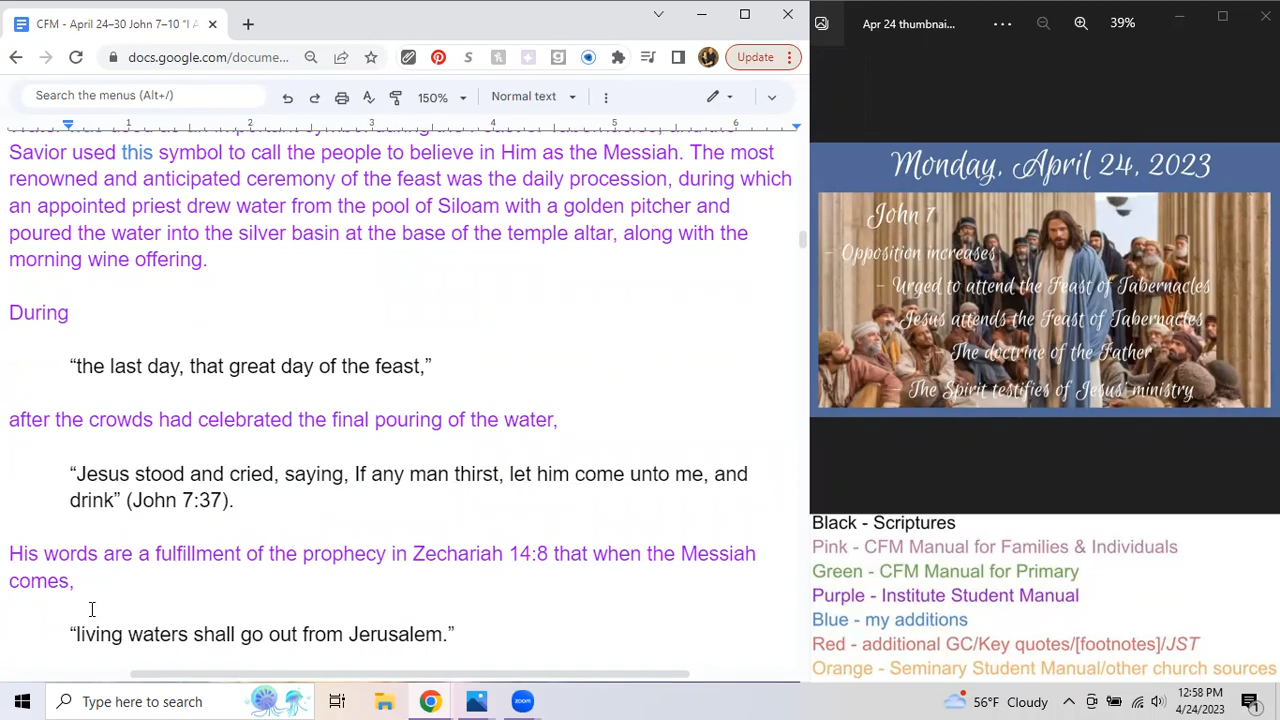 CFM - April 24–30 John 7–10 "I A
Apr 24 thumbnai...
39%
docs.google.com/docume...
Update
Search the menus (Alt+/)
150%
Normal text
1 2 3 4 5 6
Savior used this symbol to call the people to believe in Him as the Messiah. The most
renowned and anticipated ceremony of the feast was the daily procession, during which
an appointed priest drew water from the pool of Siloam with a golden pitcher and
poured the water into the silver basin at the base of the temple altar, along with the
morning wine offering.
During
“the last day, that great day of the feast,”
after the crowds had celebrated the final pouring of the water,
“Jesus stood and cried, saying, If any man thirst, let him come unto me, and
drink” (John 7:37).
His words are a fulfillment of the prophecy in Zechariah 14:8 that when the Messiah
comes,
“living waters shall go out from Jerusalem.”
Monday, April 24, 2023
John 7
- Opposition increases
- Urged to attend the Feast of Tabernacles
- Jesus attends the Feast of Tabernacles
- The doctrine of the Father
- The Spirit testifies of Jesus' ministry
Black - Scriptures
Pink - CFM Manual for Families & Individuals
Green - CFM Manual for Primary
Purple - Institute Student Manual
Blue - my additions
Red - additional GC/Key quotes/[footnotes]/JST
Orange - Seminary Student Manual/other church sources
Type here to search
zoom
56°F Cloudy
12:58 PM
4/24/2023